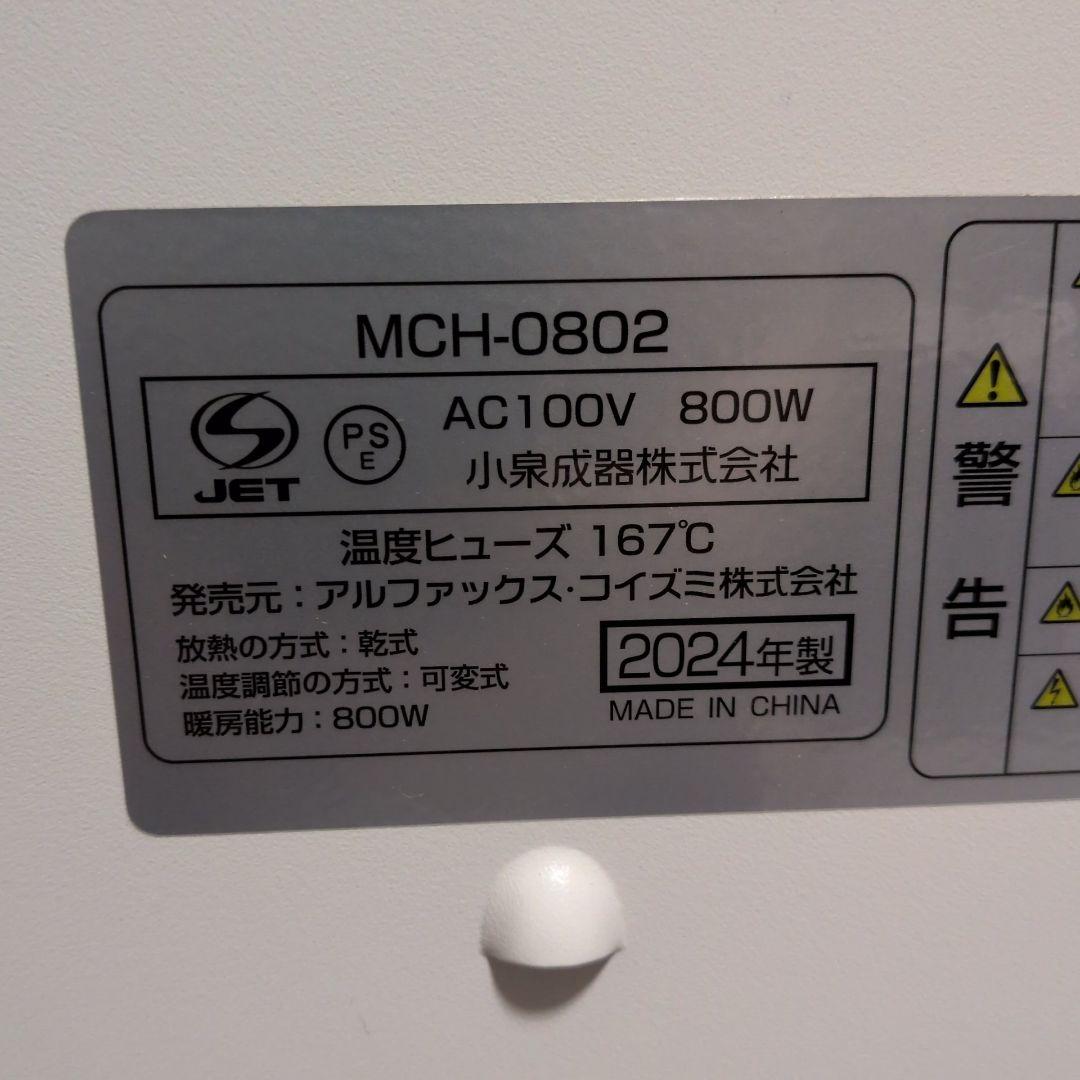 MCH-0802
JET
PS
E
AC100V 800W
小泉成器株式会社
温度ヒューズ 167℃
発売元：アルファックス・コイズミ株式会社
放熱の方式：乾式
温度調節の方式：可変式
暖房能力：800W
2024年製
MADE IN CHINA
警告